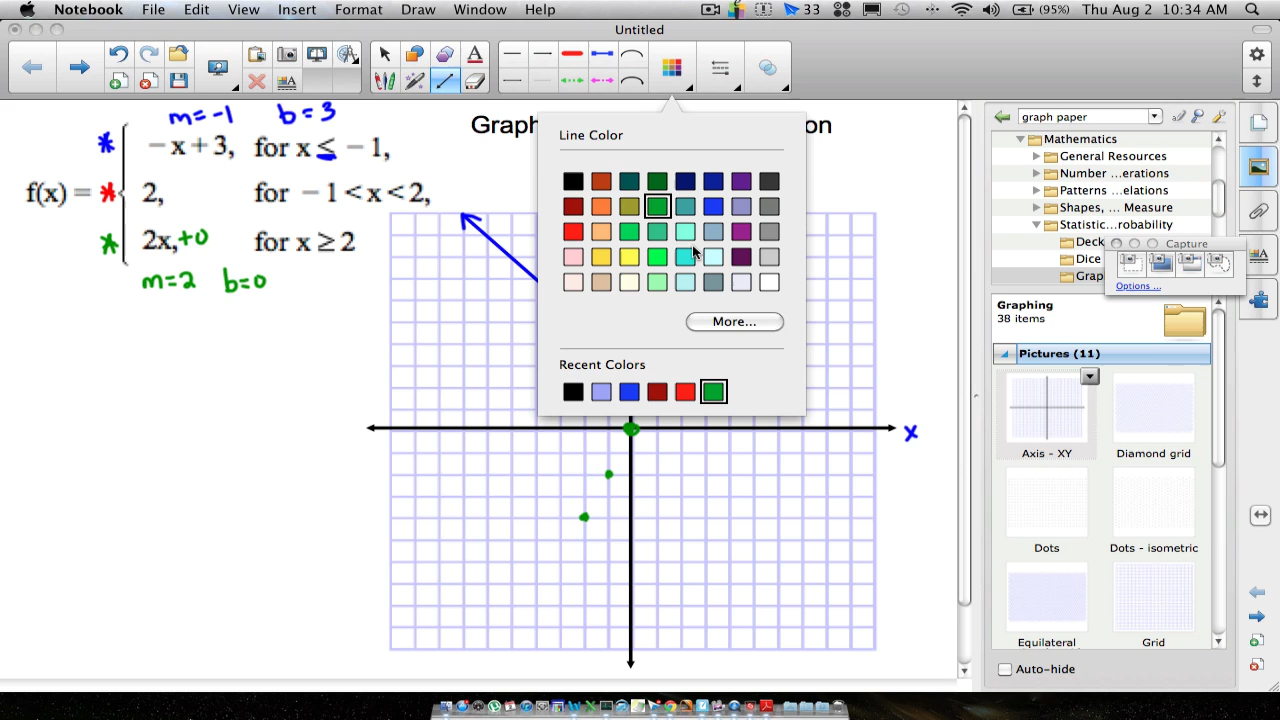 Notebook File Edit View Insert Format Draw Window Help 33 (95%) Thu Aug 2 10:34 AM
Untitled
graph paper
Mathematics
General Resources
Number ...erations
Patterns ...elations
Shapes, ... Measure
Statistic...robability
Deck
Dice
Grap
Capture
Options ...
Graphing
38 items
Pictures (11)
Axis - XY
Diamond grid
Dots
Dots - isometric
Equilateral
Grid
Auto-hide
Grap
on
m=-1 b=3
* -x + 3, for x ≤ -1,
f(x) = * 2, for -1 < x < 2,
* 2x,+0 for x ≥ 2
m=2 b=0
Line Color
More...
Recent Colors
x